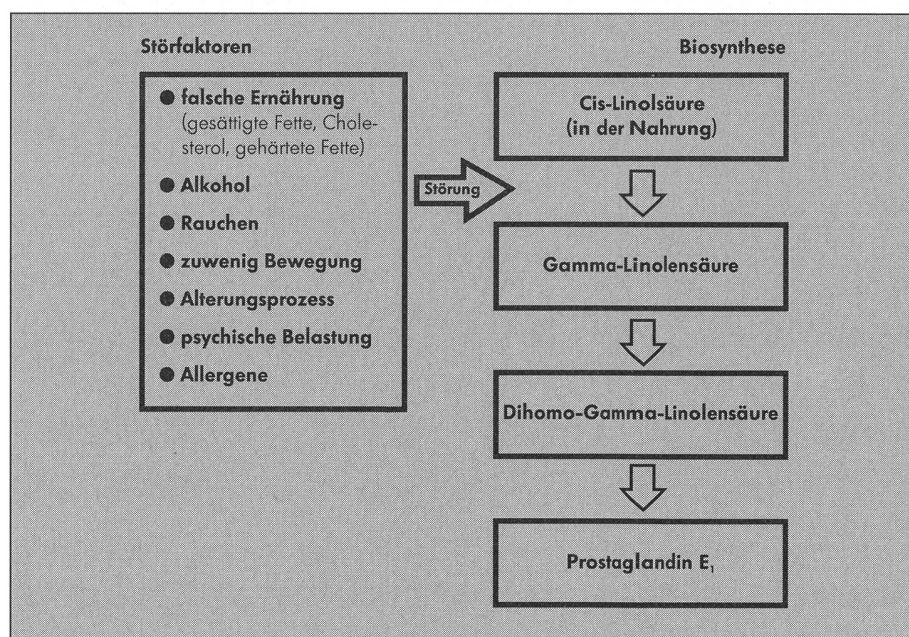 Störfaktoren
● falsche Ernährung
(gesättigte Fette, Chole-
sterol, gehärtete Fette)
● Alkohol
● Rauchen
● zuwenig Bewegung
● Alterungsprozess
● psychische Belastung
● Allergene
Störung
Biosynthese
Cis-Linolsäure
(in der Nahrung)
Gamma-Linolensäure
Dihomo-Gamma-Linolensäure
Prostaglandin E₁